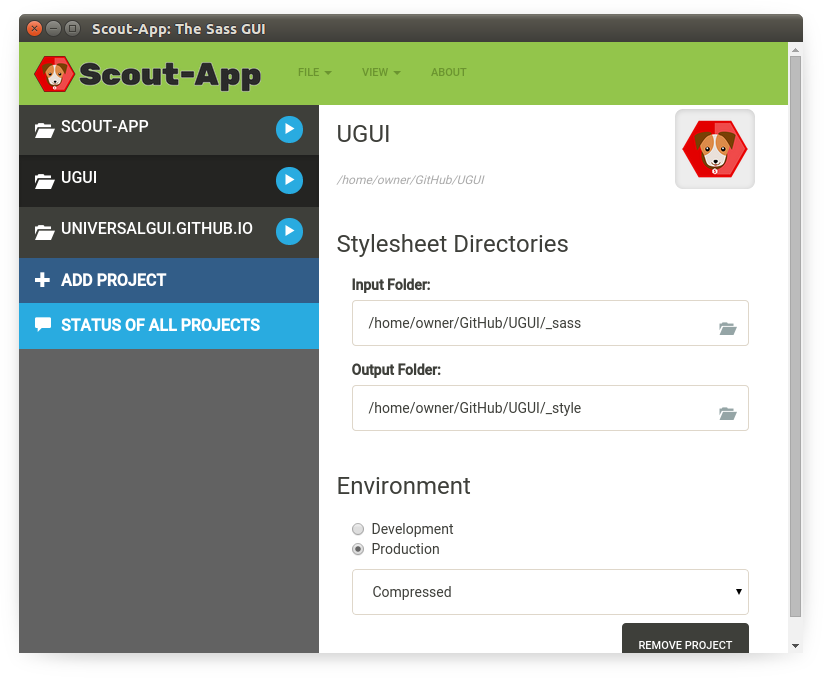 Scout-App: The Sass GUI
Scout-App
FILE
VIEW
ABOUT
SCOUT-APP
UGUI
UNIVERSALGUI.GITHUB.IO
ADD PROJECT
STATUS OF ALL PROJECTS
UGUI
/home/owner/GitHub/UGUI
Stylesheet Directories
Input Folder:
/home/owner/GitHub/UGUI/_sass
Output Folder:
/home/owner/GitHub/UGUI/_style
Environment
Development
Production
Compressed
REMOVE PROJECT